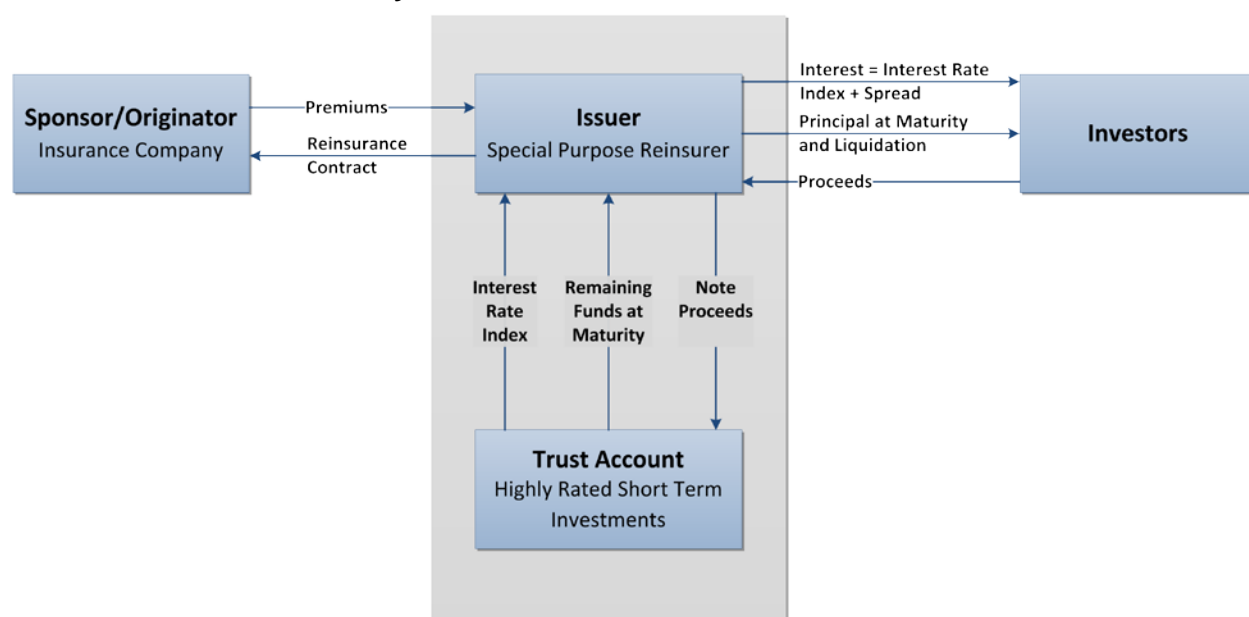 Sponsor/Originator
Insurance Company
Premiums
Reinsurance
Contract
Issuer
Special Purpose Reinsurer
Interest = Interest Rate
Index + Spread
Principal at Maturity
and Liquidation
Proceeds
Investors
Interest
Rate
Index
Remaining
Funds at
Maturity
Note
Proceeds
Trust Account
Highly Rated Short Term
Investments